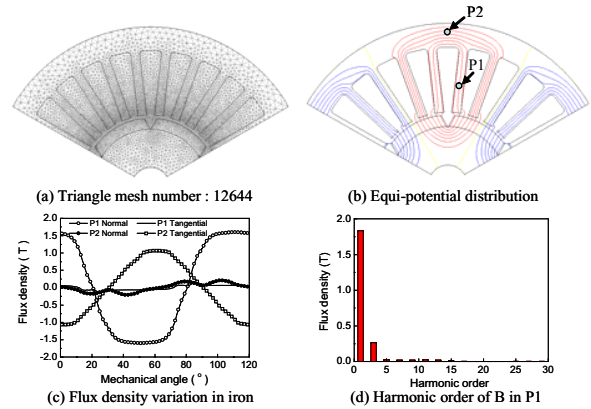 P2
P1
(a) Triangle mesh number : 12644
(b) Equi-potential distribution
P1 Normal
P1 Tangential
P2 Normal
P2 Tangential
Flux density ( T )
2.0
1.5
1.0
0.5
0.0
-0.5
-1.0
-1.5
-2.0
0 20 40 60 80 100 120
Mechanical angle ( ° )
(c) Flux density variation in iron
Flux density (T)
2.0
1.5
1.0
0.5
0.0
0 5 10 15 20 25 30
Harmonic order
(d) Harmonic order of B in P1